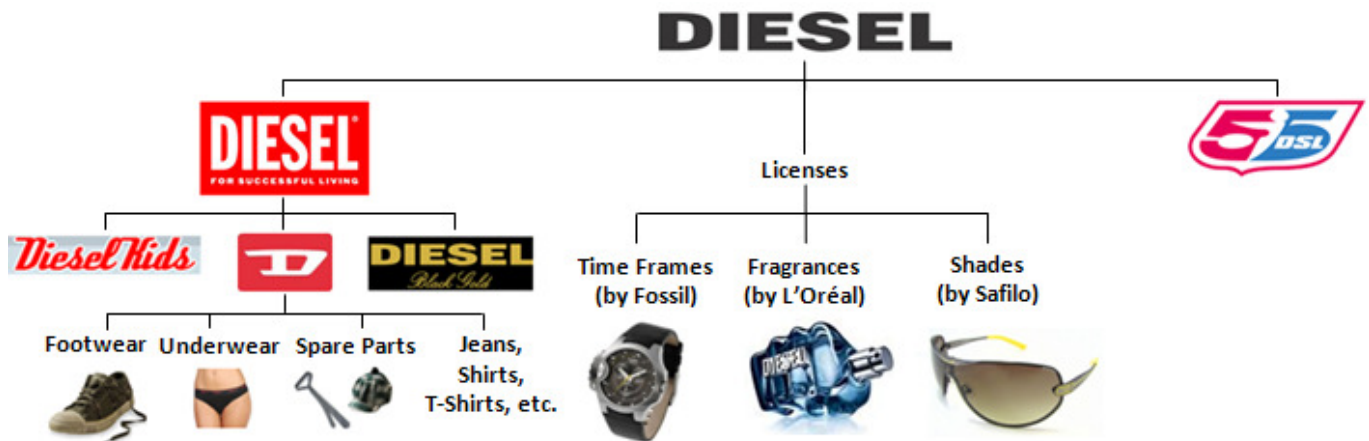 DIESEL
DIESEL
FOR SUCCESSFUL LIVING
55
DSL
Licenses
Diesel Kids
D
DIESEL
Black Gold
Time Frames
(by Fossil)
Fragrances
(by L'Oréal)
Shades
(by Safilo)
Footwear
Underwear
Spare Parts
Jeans,
Shirts,
T-Shirts, etc.
DIESEL